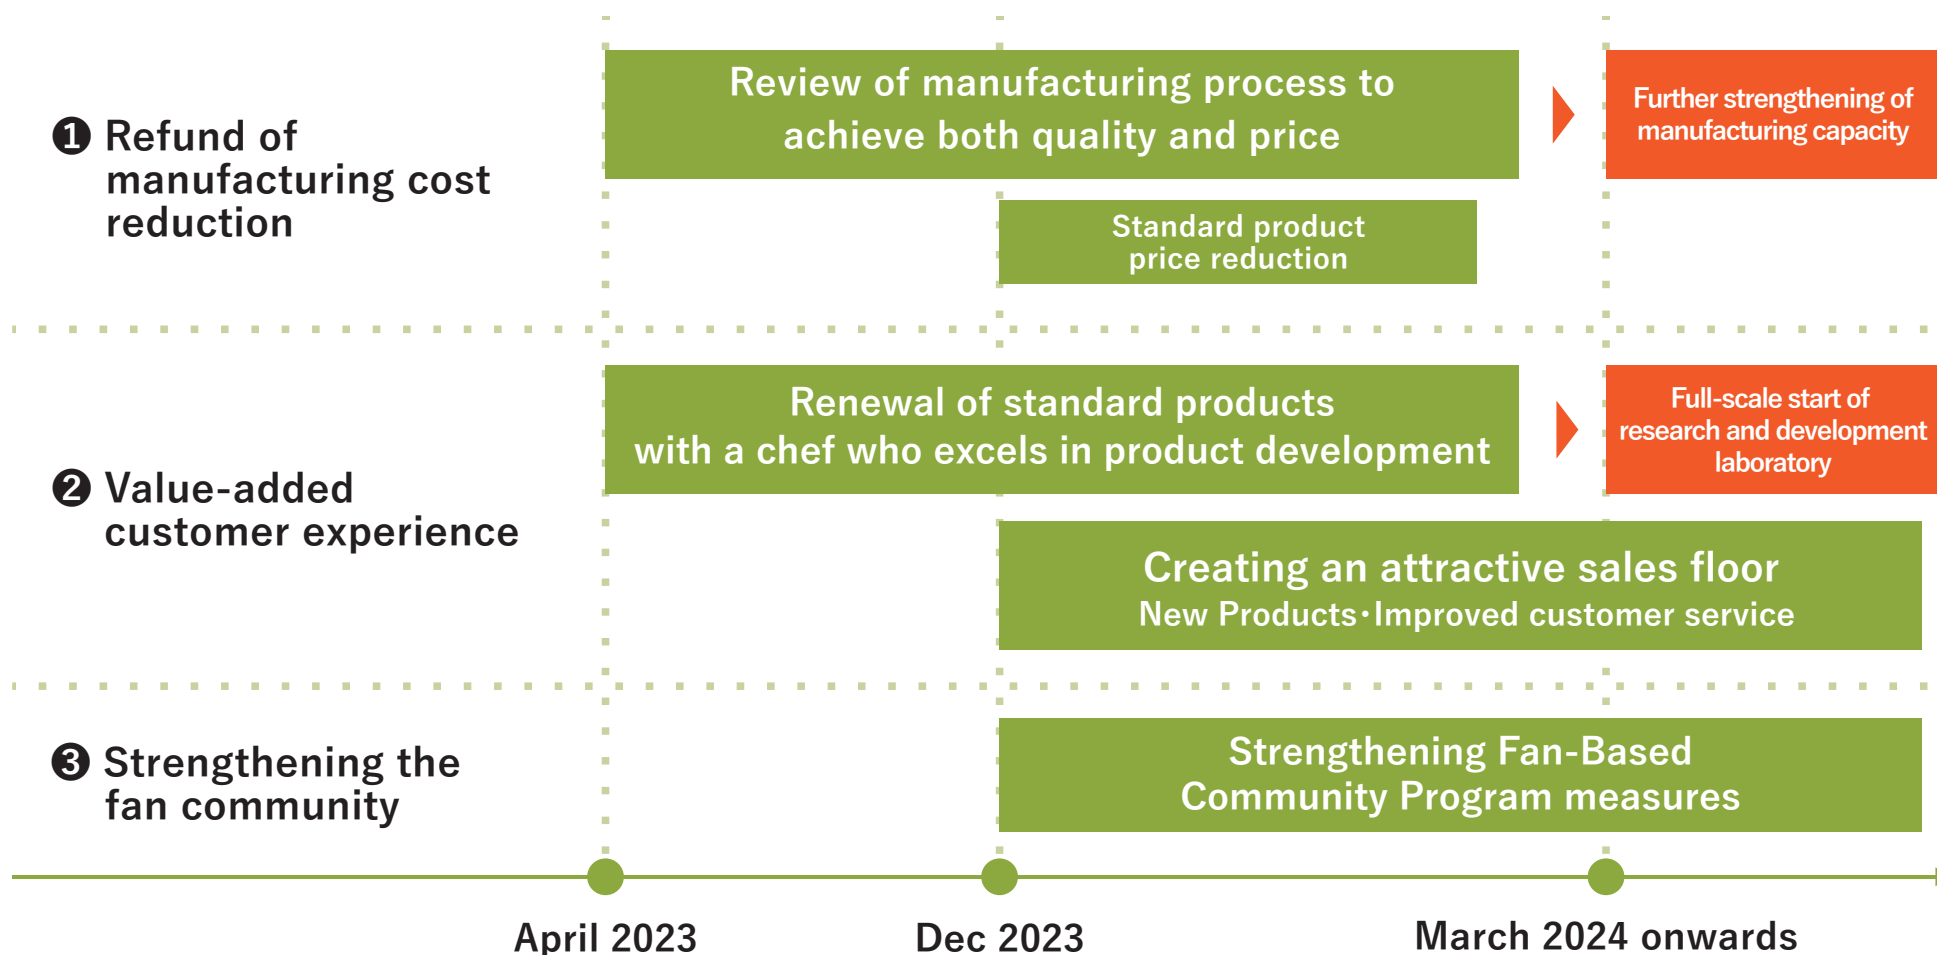 ❶ Refund of
manufacturing cost
reduction
Review of manufacturing process to
achieve both quality and price
Further strengthening of
manufacturing capacity
Standard product
price reduction
❷ Value-added
customer experience
Renewal of standard products
with a chef who excels in product development
Full-scale start of
research and development
laboratory
Creating an attractive sales floor
New Products・Improved customer service
❸ Strengthening the
fan community
Strengthening Fan-Based
Community Program measures
April 2023
Dec 2023
March 2024 onwards